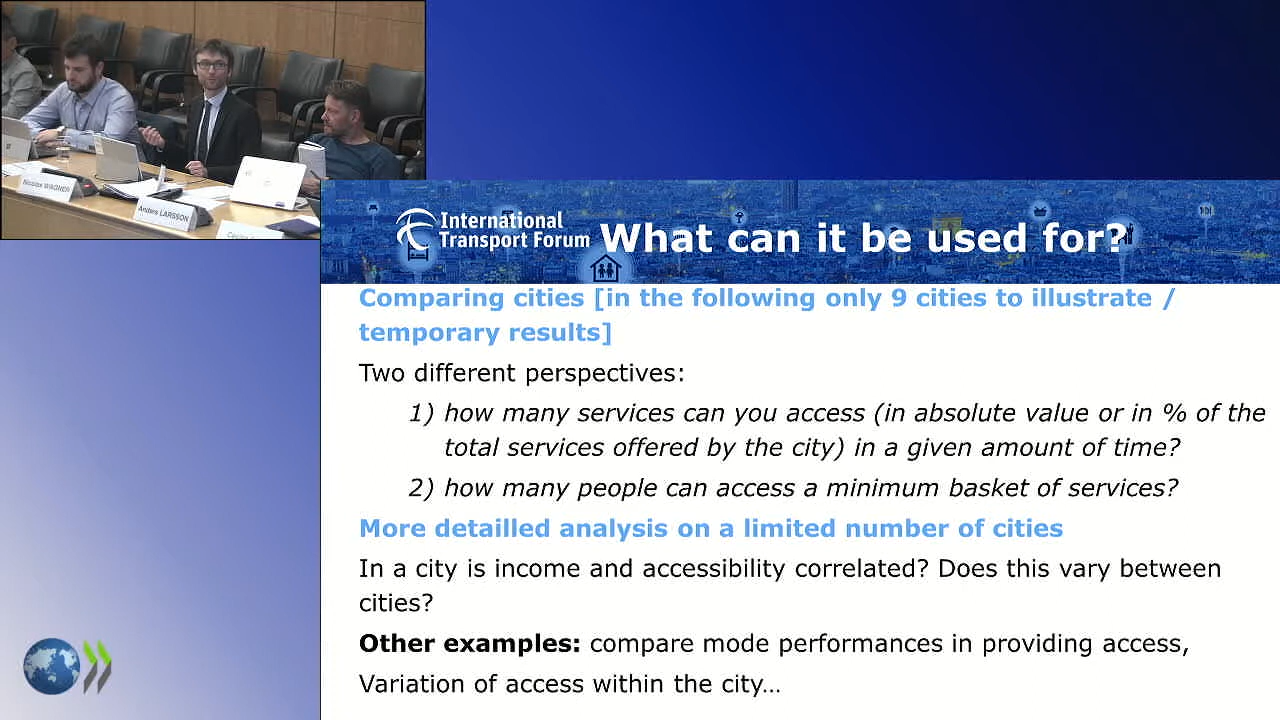 Nicolas WAGNER
Anders LARSSON
International
Transport Forum
What can it be used for?
Comparing cities [in the following only 9 cities to illustrate /
temporary results]
Two different perspectives:
1) how many services can you access (in absolute value or in % of the
total services offered by the city) in a given amount of time?
2) how many people can access a minimum basket of services?
More detailled analysis on a limited number of cities
In a city is income and accessibility correlated? Does this vary between
cities?
Other examples: compare mode performances in providing access,
Variation of access within the city…